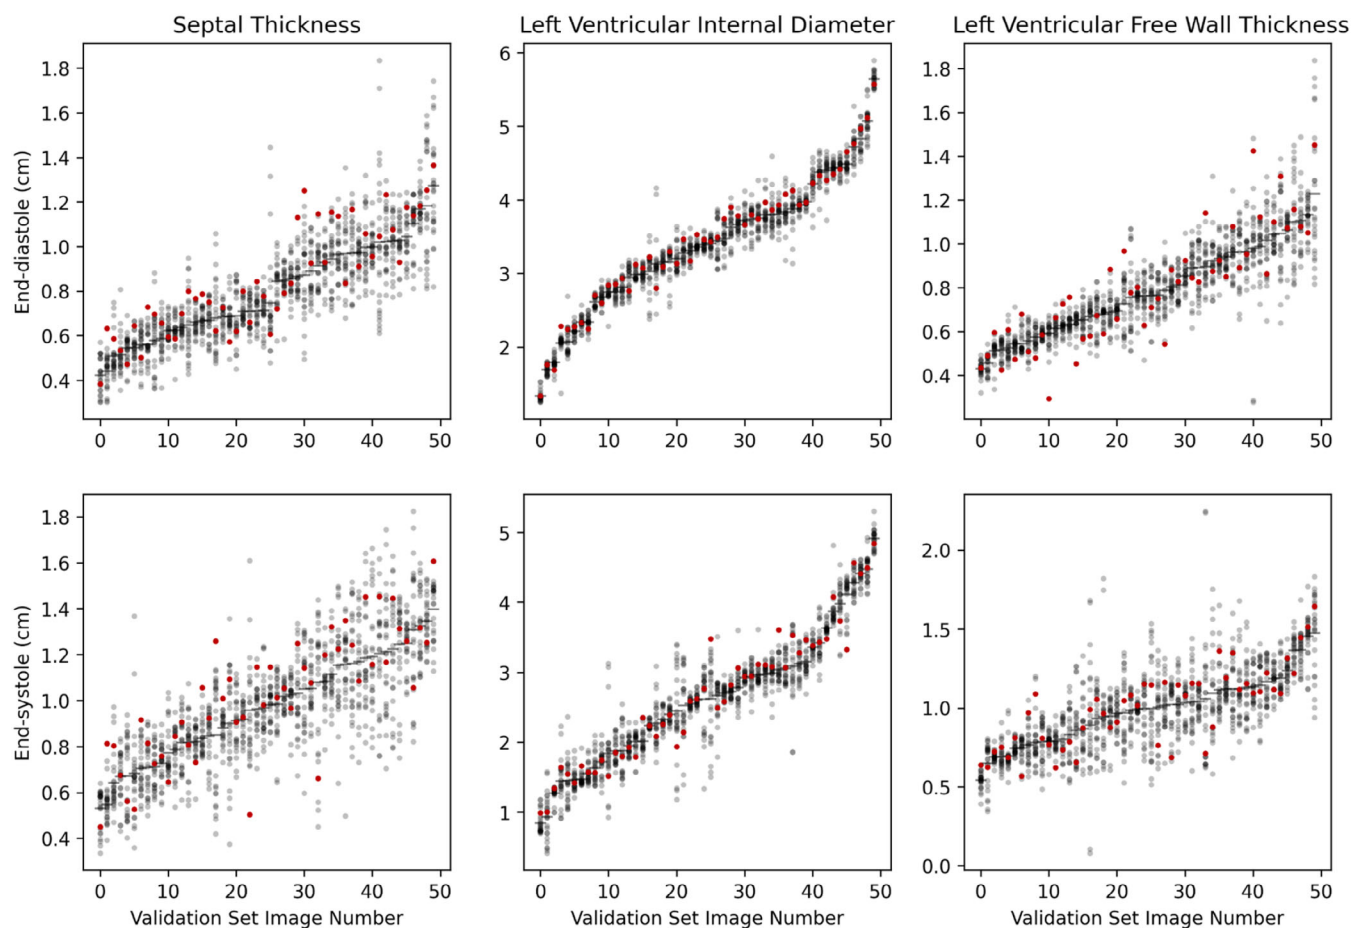 Septal Thickness
Left Ventricular Internal Diameter
Left Ventricular Free Wall Thickness
End-diastole (cm)
1.8
1.6
1.4
1.2
1.0
0.8
0.6
0.4
0 10 20 30 40 50
6
5
4
3
2
0 10 20 30 40 50
1.8
1.6
1.4
1.2
1.0
0.8
0.6
0.4
0 10 20 30 40 50
End-systole (cm)
1.8
1.6
1.4
1.2
1.0
0.8
0.6
0.4
0 10 20 30 40 50
Validation Set Image Number
5
4
3
2
1
0 10 20 30 40 50
Validation Set Image Number
2.0
1.5
1.0
0.5
0.0
0 10 20 30 40 50
Validation Set Image Number